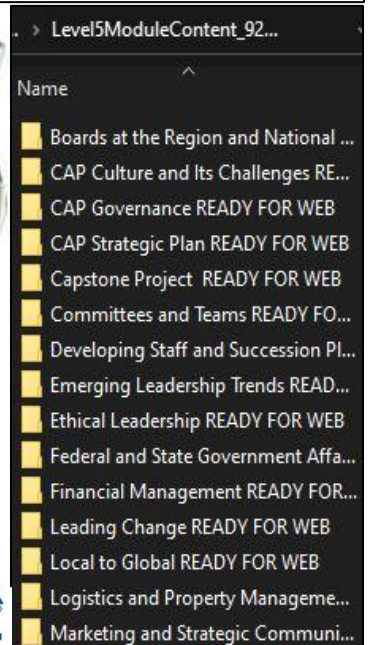 . > Level5ModuleContent_92...
Name
Boards at the Region and National ...
CAP Culture and Its Challenges RE...
CAP Governance READY FOR WEB
CAP Strategic Plan READY FOR WEB
Capstone Project  READY FOR WEB
Committees and Teams READY FO...
Developing Staff and Succession Pl...
Emerging Leadership Trends READ...
Ethical Leadership READY FOR WEB
Federal and State Government Affa...
Financial Management READY FOR...
Leading Change READY FOR WEB
Local to Global READY FOR WEB
Logistics and Property Manageme...
Marketing and Strategic Communi...